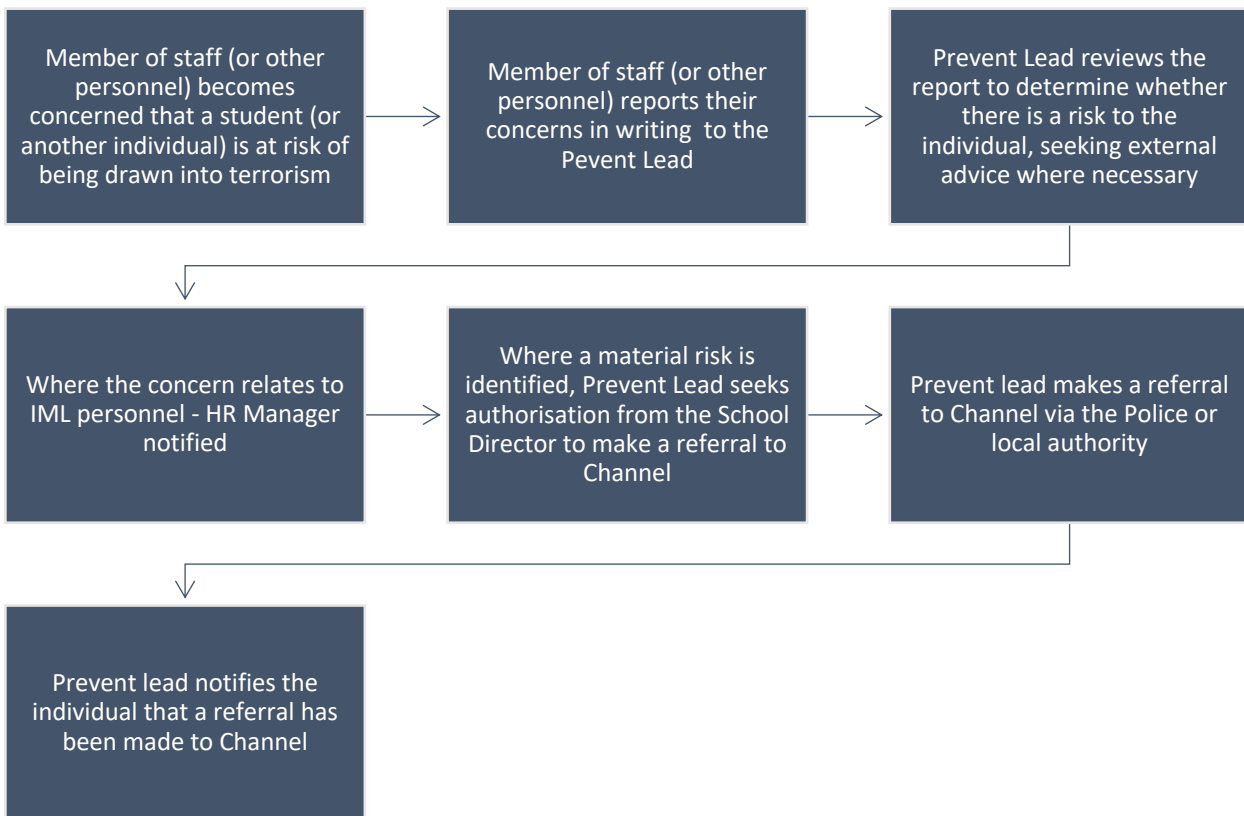 Member of staff (or other
personnel) becomes
concerned that a student (or
another individual) is at risk of
being drawn into terrorism
Member of staff (or other
personnel) reports their
concerns in writing  to the
Pevent Lead
Prevent Lead reviews the
report to determine whether
there is a risk to the
individual, seeking external
advice where necessary
Where the concern relates to
IML personnel - HR Manager
notified
Where a material risk is
identified, Prevent Lead seeks
authorisation from the School
Director to make a referral to
Channel
Prevent lead makes a referral
to Channel via the Police or
local authority
Prevent lead notifies the
individual that a referral has
been made to Channel